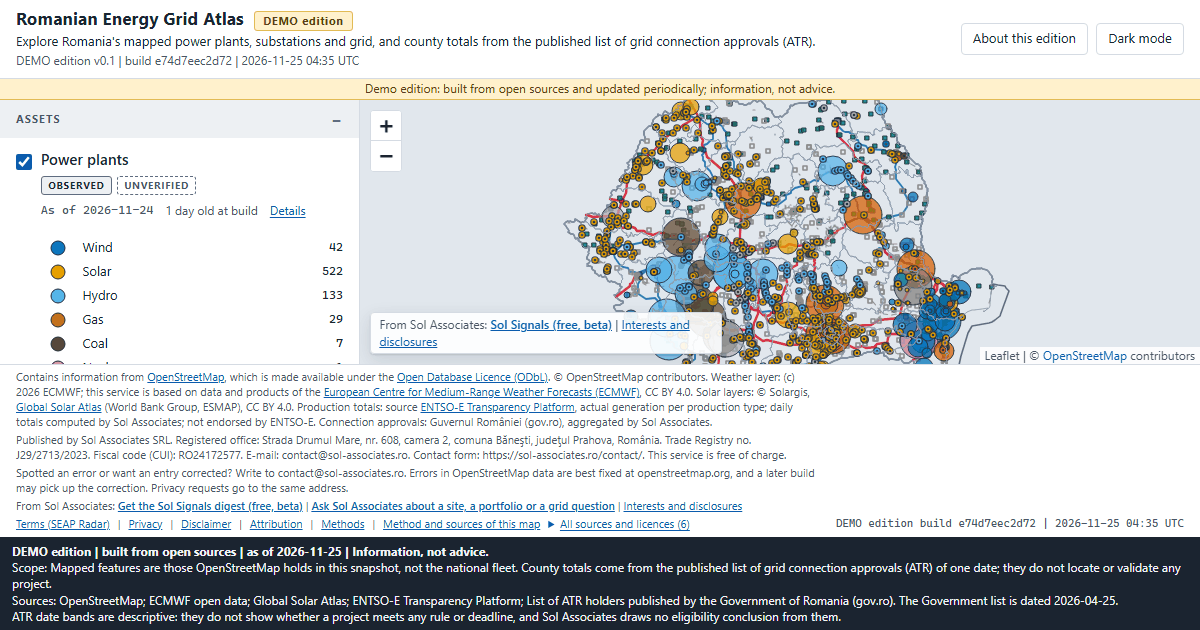 Romanian Energy Grid Atlas DEMO edition
Explore Romania's mapped power plants, substations and grid, and county totals from the published list of grid connection approvals (ATR).
DEMO edition v0.1 | build e74d7eec2d72 | 2026-11-25 04:35 UTC
About this edition
Dark mode
Demo edition: built from open sources and updated periodically; information, not advice.
ASSETS
Power plants
OBSERVED UNVERIFIED
As of 2026-11-24 1 day old at build Details
Wind 42
Solar 522
Hydro 133
Gas 29
Coal 7
+
−
From Sol Associates: Sol Signals (free, beta) | Interests and
disclosures
Leaflet | © OpenStreetMap contributors
Contains information from OpenStreetMap, which is made available under the Open Database Licence (ODbL). © OpenStreetMap contributors. Weather layer: (c)
2026 ECMWF; this service is based on data and products of the European Centre for Medium-Range Weather Forecasts (ECMWF), CC BY 4.0. Solar layers: © Solargis,
Global Solar Atlas (World Bank Group, ESMAP), CC BY 4.0. Production totals: source ENTSO-E Transparency Platform, actual generation per production type; daily
totals computed by Sol Associates; not endorsed by ENTSO-E. Connection approvals: Guvernul României (gov.ro), aggregated by Sol Associates.
Published by Sol Associates SRL. Registered office: Strada Drumul Mare, nr. 608, camera 2, comuna Bănești, județul Prahova, România. Trade Registry no.
J29/2713/2023. Fiscal code (CUI): RO24172577. E-mail: contact@sol-associates.ro. Contact form: https://sol-associates.ro/contact/. This service is free of charge.
Spotted an error or want an entry corrected? Write to contact@sol-associates.ro. Errors in OpenStreetMap data are best fixed at openstreetmap.org, and a later build
may pick up the correction. Privacy requests go to the same address.
From Sol Associates: Get the Sol Signals digest (free, beta) | Ask Sol Associates about a site, a portfolio or a grid question | Interests and disclosures
Terms (SEAP Radar) | Privacy | Disclaimer | Attribution | Methods | Method and sources of this map ▶ All sources and licences (6)
DEMO edition build e74d7eec2d72 | 2026-11-25 04:35 UTC
DEMO edition | built from open sources | as of 2026-11-25 | Information, not advice.
Scope: Mapped features are those OpenStreetMap holds in this snapshot, not the national fleet. County totals come from the published list of grid connection approvals (ATR) of one date; they do not locate or validate any
project.
Sources: OpenStreetMap; ECMWF open data; Global Solar Atlas; ENTSO-E Transparency Platform; List of ATR holders published by the Government of Romania (gov.ro). The Government list is dated 2026-04-25.
ATR date bands are descriptive: they do not show whether a project meets any rule or deadline, and Sol Associates draws no eligibility conclusion from them.